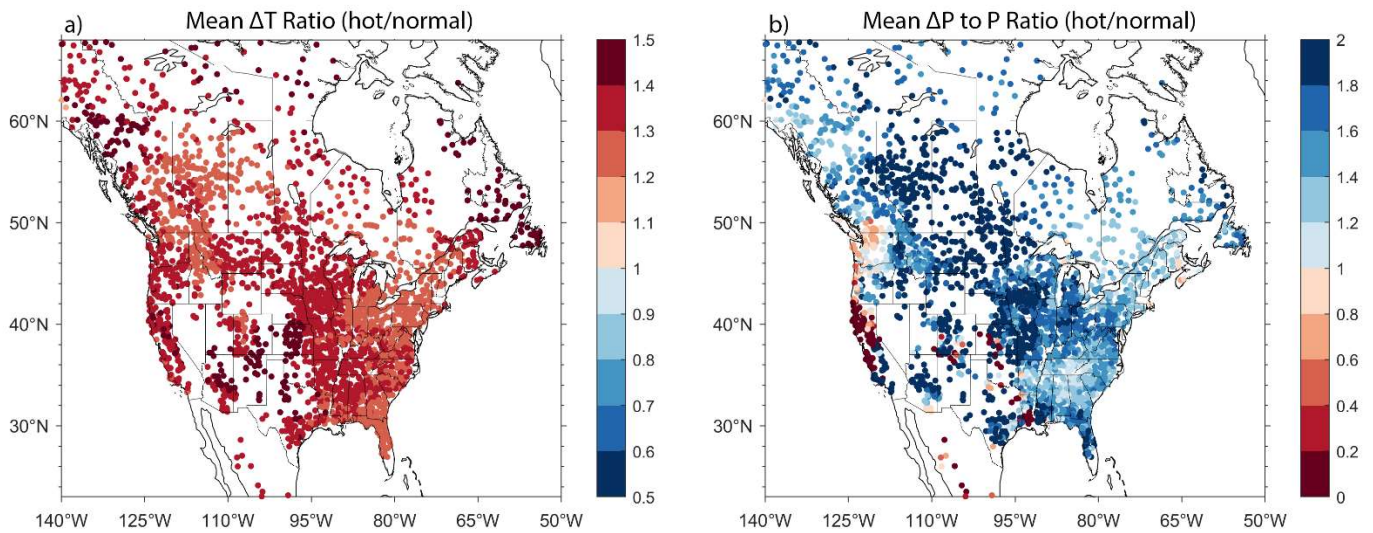 a) Mean ΔT Ratio (hot/normal)
1.5
1.4
1.3
1.2
1.1
1
0.9
0.8
0.7
0.6
0.5
60°N
50°N
40°N
30°N
140°W 125°W 110°W 95°W 80°W 65°W 50°W
b) Mean ΔP to P Ratio (hot/normal)
2
1.8
1.6
1.4
1.2
1
0.8
0.6
0.4
0.2
0
60°N
50°N
40°N
30°N
140°W 125°W 110°W 95°W 80°W 65°W 50°W